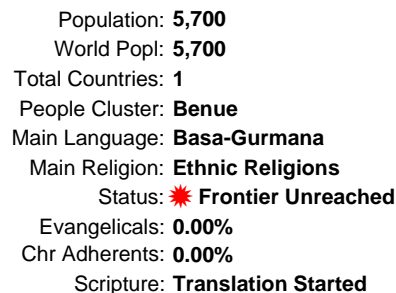 Population: 5,700
World Popl: 5,700
Total Countries: 1
People Cluster: Benue
Main Language: Basa-Gurmana
Main Religion: Ethnic Religions
Status: Frontier Unreached
Evangelicals: 0.00%
Chr Adherents: 0.00%
Scripture: Translation Started